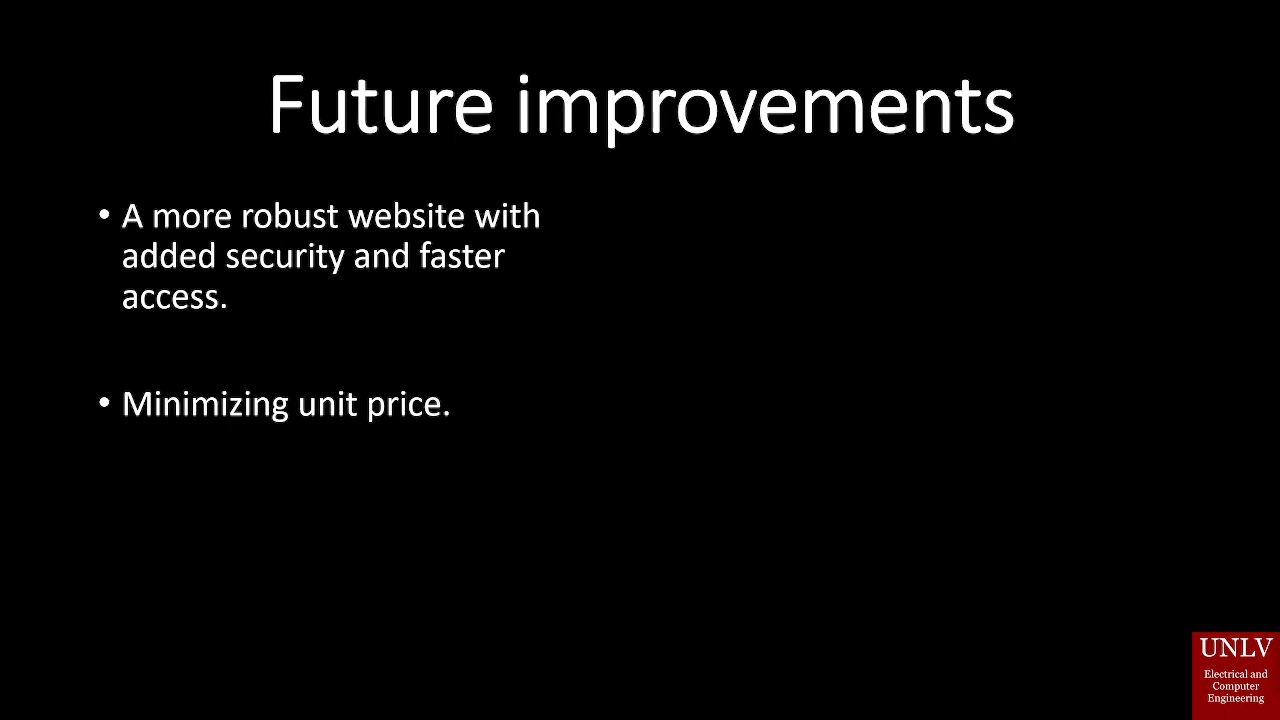 Future improvements
• A more robust website with
added security and faster
access.
• Minimizing unit price.
UNLV
Electrical and
Computer
Engineering